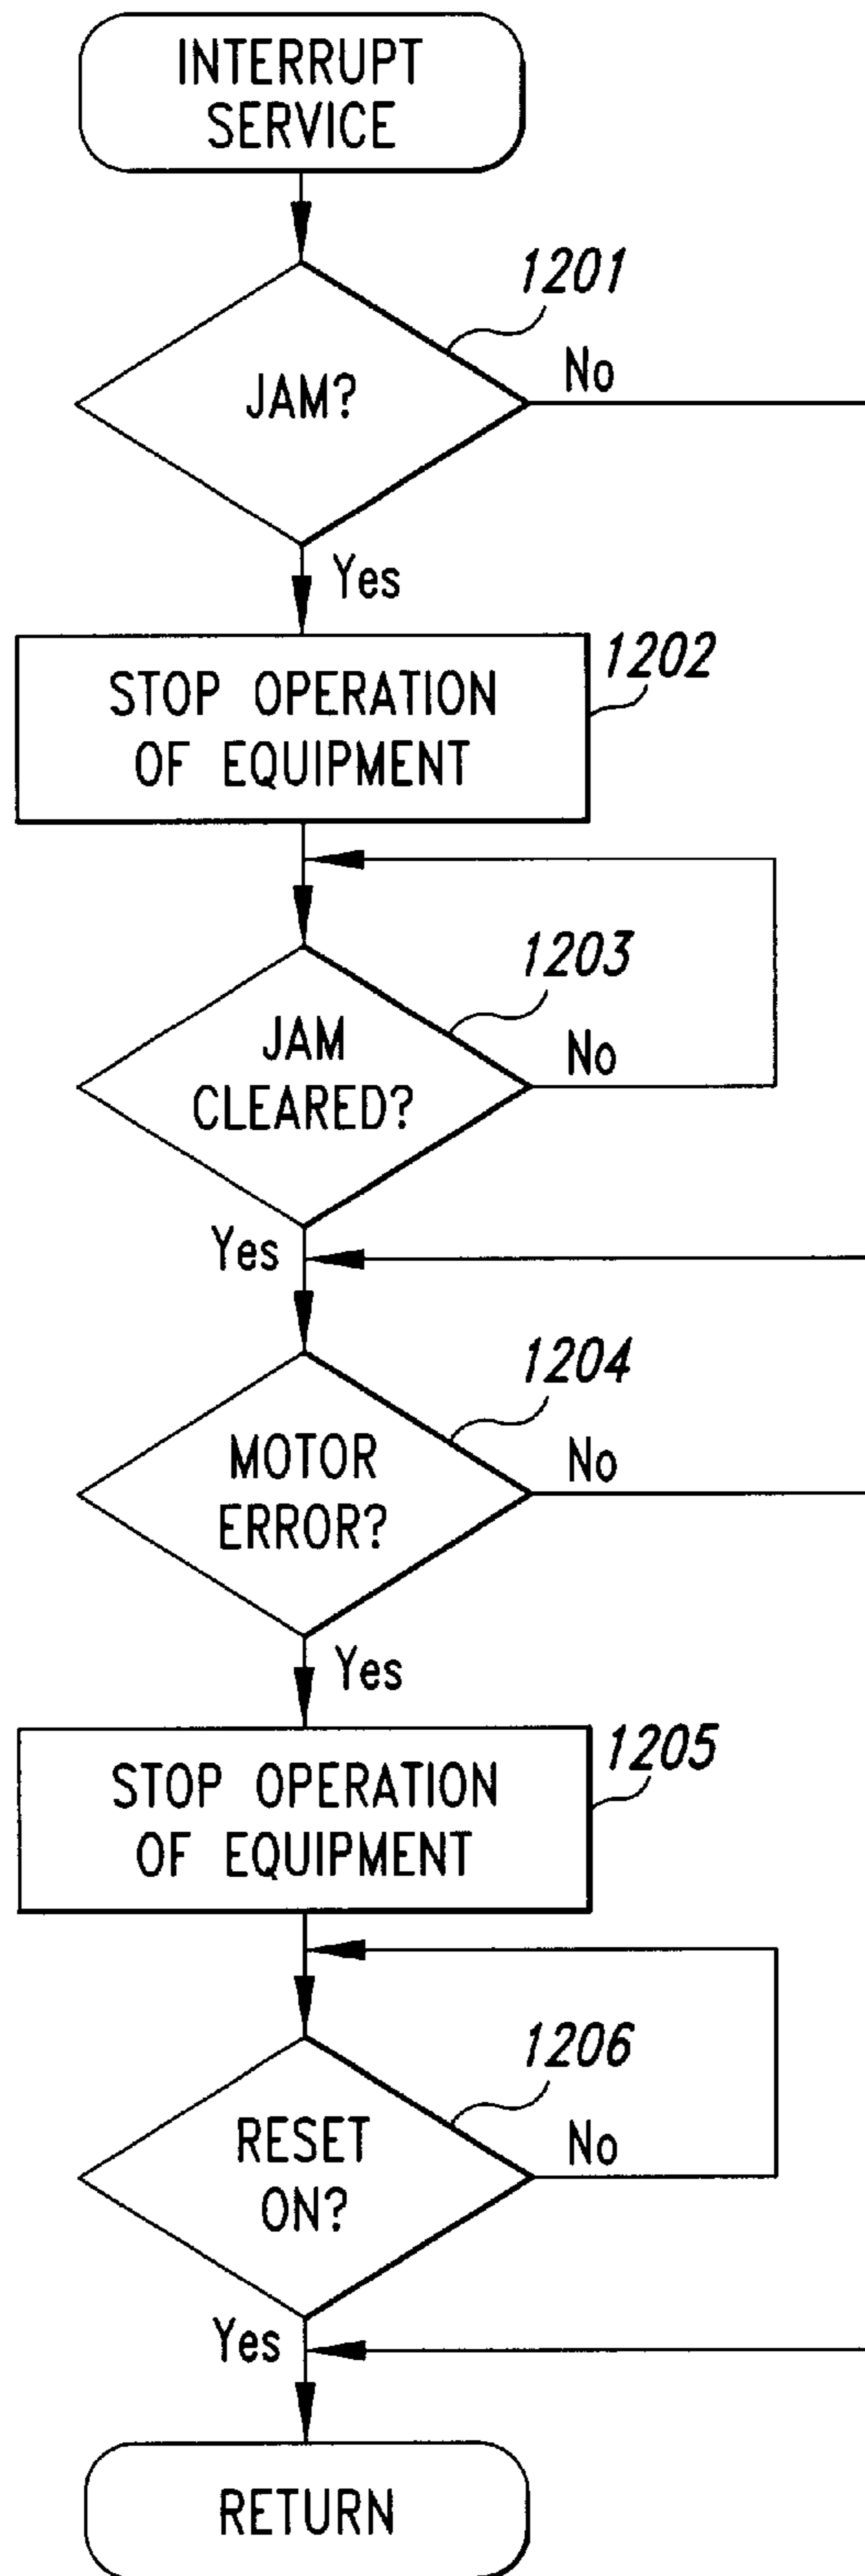 INTERRUPT
SERVICE
1201
JAM?
No
Yes
1202
STOP OPERATION
OF EQUIPMENT
1203
JAM
CLEARED?
No
Yes
1204
MOTOR
ERROR?
No
Yes
1205
STOP OPERATION
OF EQUIPMENT
1206
RESET
ON?
No
Yes
RETURN